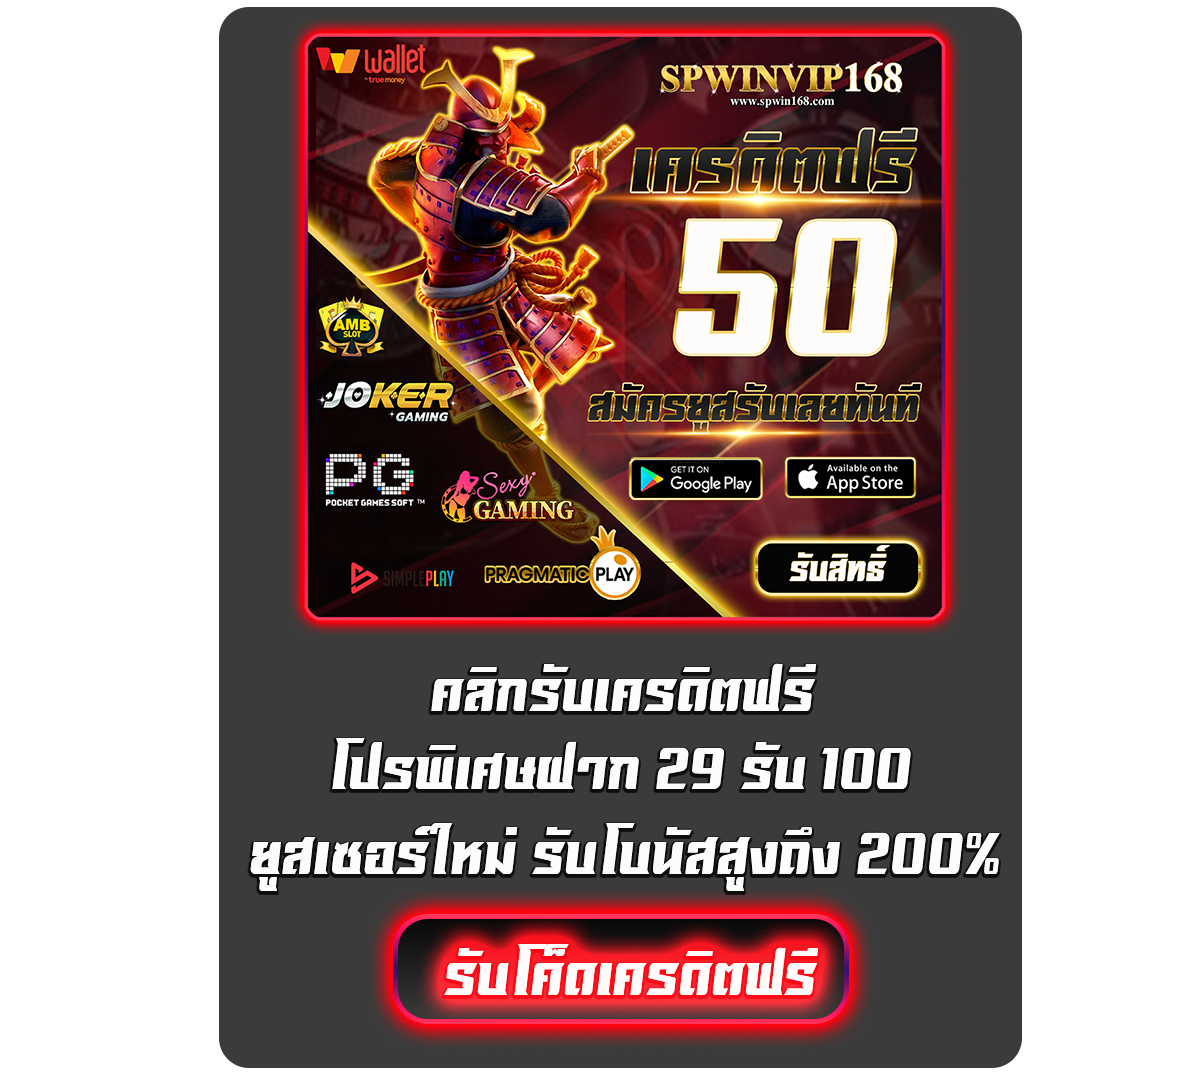 wallet
by truemoney
SPWINVIP168
www.spwin168.com
เครดิตฟรี
50
สมัครยูสรับเลยทันที
GET IT ON
Google Play
Available on the
App Store
รับสิทธิ์
AMB
SLOT
JOKER
GAMING
PG
POCKET GAMES SOFT ™
Sexy
GAMING
SIMPLEPLAY
PRAGMATIC PLAY
คลิกรับเครดิตฟรี
โปรพิเศษฝาก 29 รับ 100
ยูสเซอร์ใหม่ รับโบนัสสูงถึง 200%
รับโค็ดเครดิตฟรี